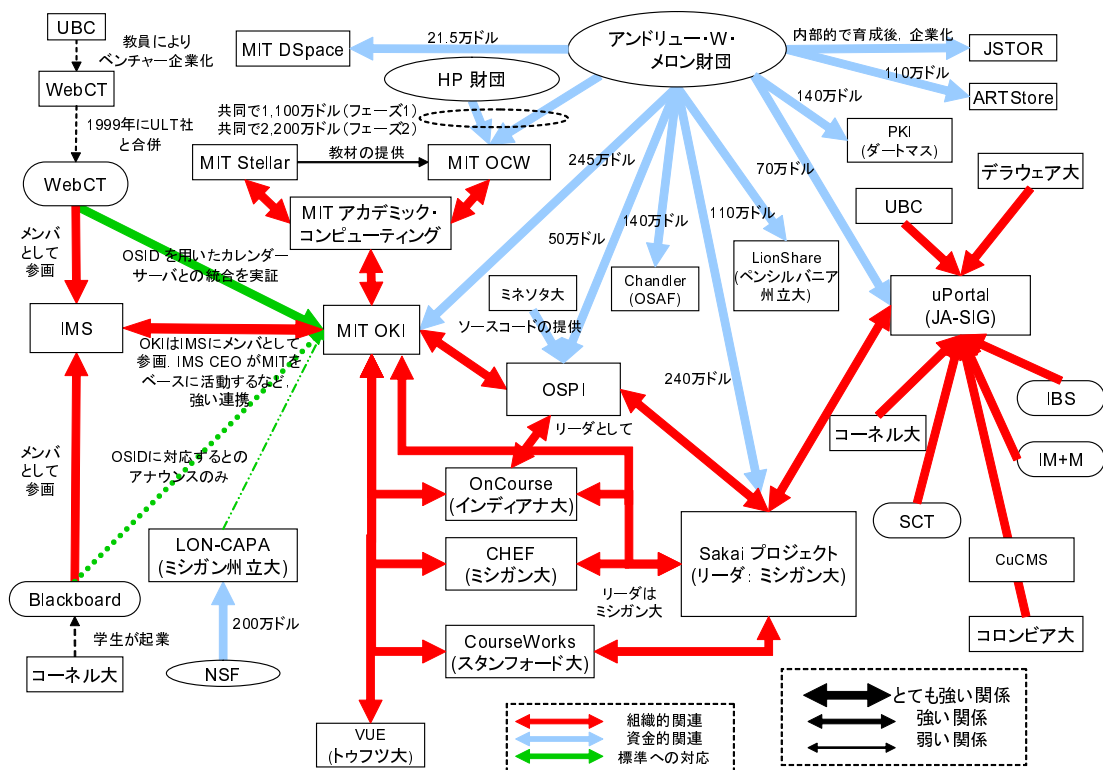 UBC
教員により
ベンチャー企業化
WebCT
1999年にULT社
と合併
WebCT
MIT DSpace
21.5万ドル
アンドリュー・W・
メロン財団
内部的で育成後，企業化
JSTOR
110万ドル
ARTStore
HP 財団
共同で1,100万ドル（フェーズ1）
共同で2,200万ドル（フェーズ2）
140万ドル
PKI
(ダートマス)
MIT Stellar
教材の提供
MIT OCW
245万ドル
70万ドル
デラウェア大
UBC
MIT アカデミック・
コンピューティング
メンバ
として
参画
OSID を用いたカレンダー
サーバとの統合を実証
50万ドル
140万ドル
110万ドル
ミネソタ大
Chandler
(OSAF)
LionShare
(ペンシルバニア
州立大)
uPortal
(JA-SIG)
IMS
MIT OKI
ソースコードの提供
OKIはIMSにメンバとして
参画．IMS CEO がMITを
ベースに活動するなど，
強い連携
OSPI
240万ドル
リーダとして
IBS
コーネル大
IM+M
メンバ
として
参画
OSIDに対応するとの
アナウンスのみ
OnCourse
(インディアナ大)
SCT
LON-CAPA
(ミシガン州立大)
CHEF
(ミシガン大)
Sakai プロジェクト
(リーダ： ミシガン大)
CuCMS
Blackboard
リーダは
ミシガン大
学生が起業
200万ドル
CourseWorks
(スタンフォード大)
コロンビア大
コーネル大
NSF
VUE
(トゥフツ大)
組織的関連
資金的関連
標準への対応
とても強い関係
強い関係
弱い関係